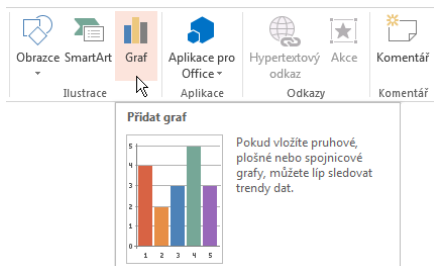 Obrazce SmartArt Graf Aplikace pro Office Hypertextový odkaz Akce Komentář
Ilustrace Aplikace Odkazy Komentář
Přidat graf
Pokud vložíte pruhové,
plošné nebo spojnicové
grafy, můžete líp sledovat
trendy dat.
5
4
3
2
1
0
1 2 3 4 5